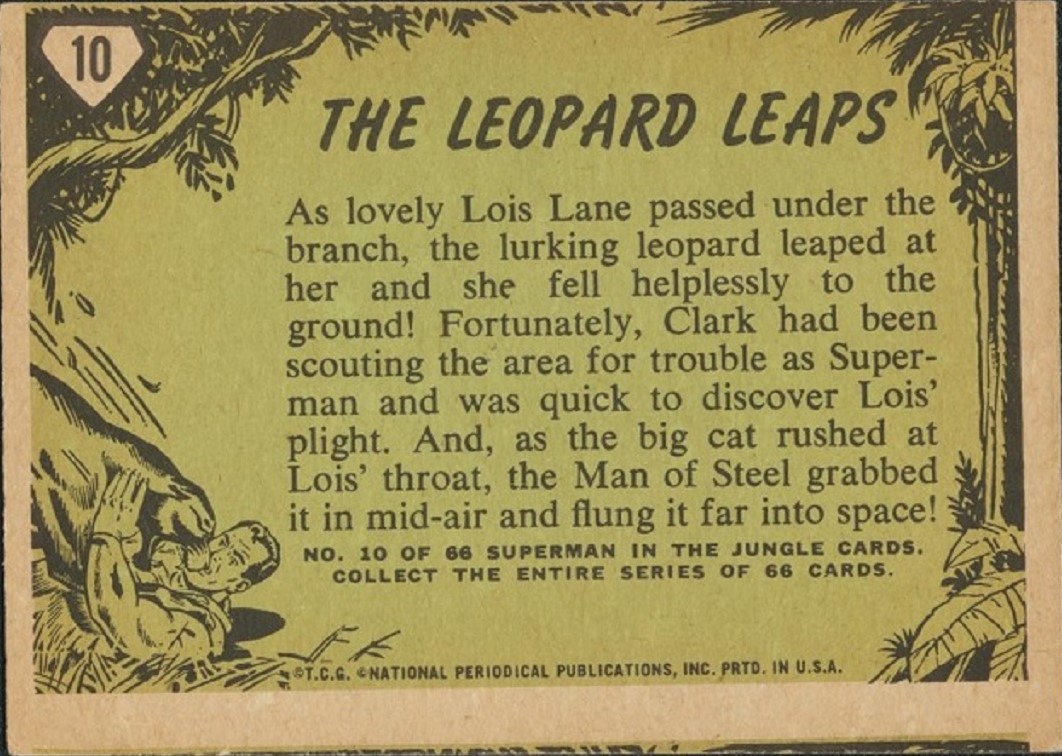 10
THE LEOPARD LEAPS
As lovely Lois Lane passed under the
branch, the lurking leopard leaped at
her and she fell helplessly to the
ground! Fortunately, Clark had been
scouting the area for trouble as Super-
man and was quick to discover Lois'
plight. And, as the big cat rushed at
Lois' throat, the Man of Steel grabbed
it in mid-air and flung it far into space!
NO. 10 OF 66 SUPERMAN IN THE JUNGLE CARDS.
COLLECT THE ENTIRE SERIES OF 66 CARDS.
©T.C.G. ©NATIONAL PERIODICAL PUBLICATIONS, INC. PRTD. IN U.S.A.